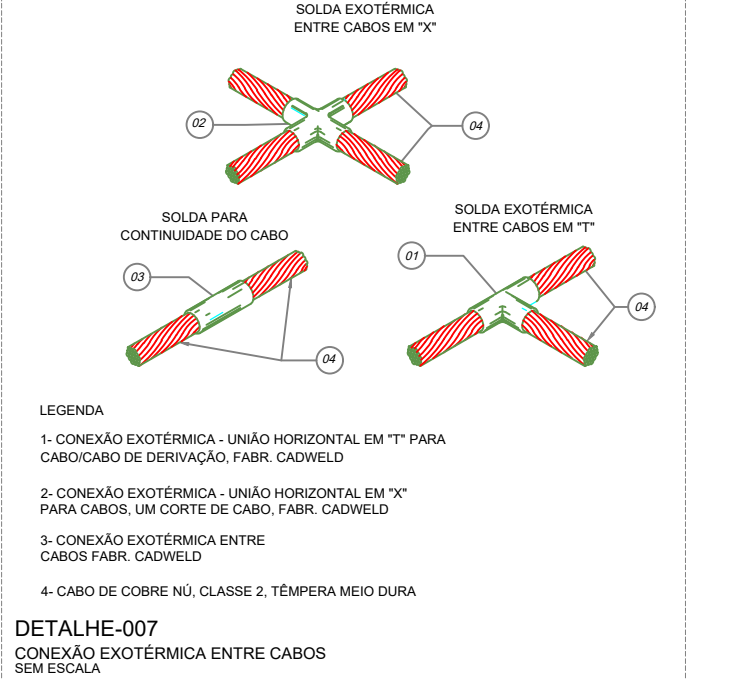 SOLDA EXOTÉRMICA
ENTRE CABOS EM "X"
02
04
SOLDA PARA
CONTINUIDADE DO CABO
03
04
SOLDA EXOTÉRMICA
ENTRE CABOS EM "T"
01
04
LEGENDA
1- CONEXÃO EXOTÉRMICA - UNIÃO HORIZONTAL EM "T" PARA
CABO/CABO DE DERIVAÇÃO, FABR. CADWELD
2- CONEXÃO EXOTÉRMICA - UNIÃO HORIZONTAL EM "X"
PARA CABOS, UM CORTE DE CABO, FABR. CADWELD
3- CONEXÃO EXOTÉRMICA ENTRE
CABOS FABR. CADWELD
4- CABO DE COBRE NÚ, CLASSE 2, TÊMPERA MEIO DURA
DETALHE-007
CONEXÃO EXOTÉRMICA ENTRE CABOS
SEM ESCALA